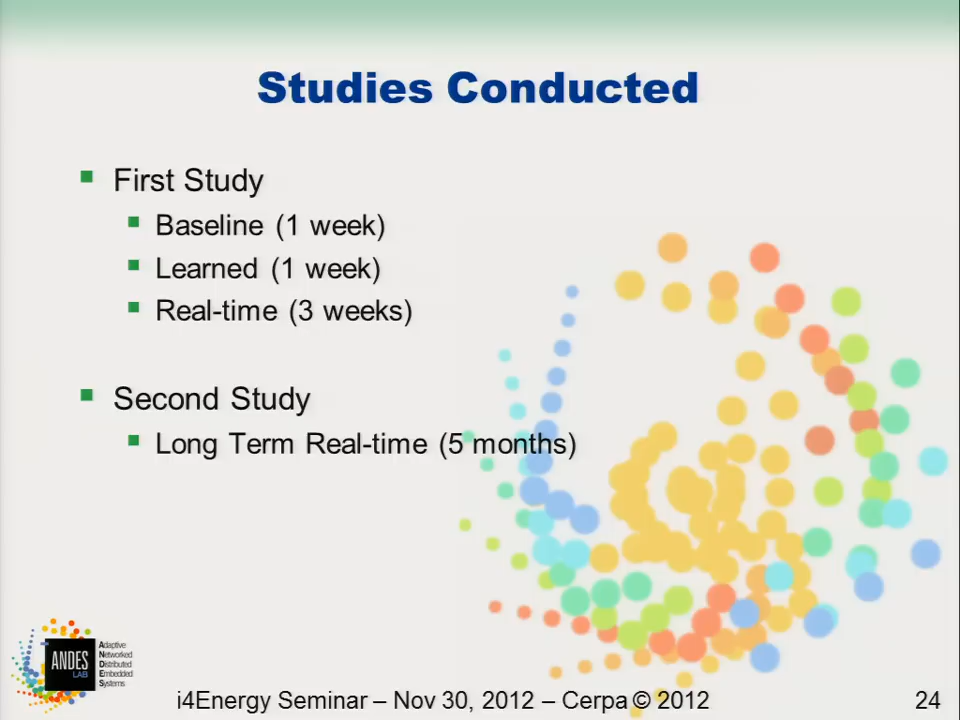 Studies Conducted
First Study
Baseline (1 week)
Learned (1 week)
Real-time (3 weeks)
Second Study
Long Term Real-time (5 months)
ANDES
LAB
Adaptive
Networked
Distributed
Embedded
Systems
i4Energy Seminar – Nov 30, 2012 – Cerpa © 2012
24